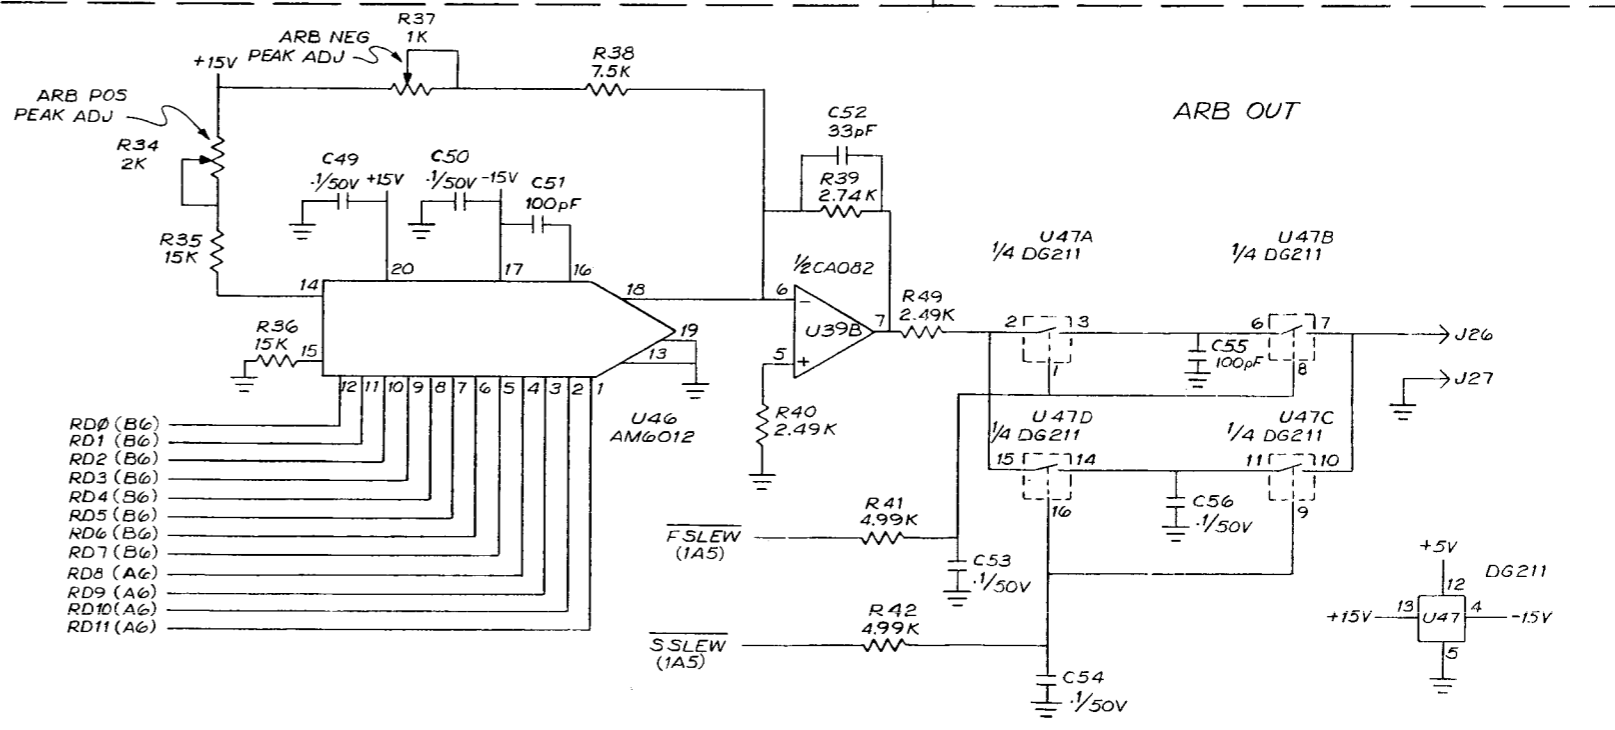 ARB NEG
PEAK ADJ
R37
1K
+15V
R38
7.5K
ARB POS
PEAK ADJ
R34
2K
C49
.1/50V
+15V
C50
.1/50V
-15V
C51
100pF
C52
33pF
R39
2.74K
ARB OUT
R35
15K
14
20
17
16
18
R36
15K
15
19
13
12
11
10
9
8
7
6
5
4
3
2
1
U46
AM6012
1/2 CA082
6
-
U39B
7
5
+
R40
2.49K
R49
2.49K
U47A
1/4 DG211
2
3
1
U47B
1/4 DG211
6
7
8
C55
100pF
J26
J27
U47D
1/4 DG211
15
14
16
U47C
1/4 DG211
11
10
9
C56
.1/50V
RDØ (B6)
RD1 (B6)
RD2 (B6)
RD3 (B6)
RD4 (B6)
RD5 (B6)
RD6 (B6)
RD7 (B6)
RD8 (A6)
RD9 (A6)
RD10 (A6)
RD11 (A6)
FSLEW
(1A5)
R41
4.99K
C53
.1/50V
SSLEW
(1A5)
R42
4.99K
C54
.1/50V
+5V
DG211
12
+15V
13
U47
4
-15V
5